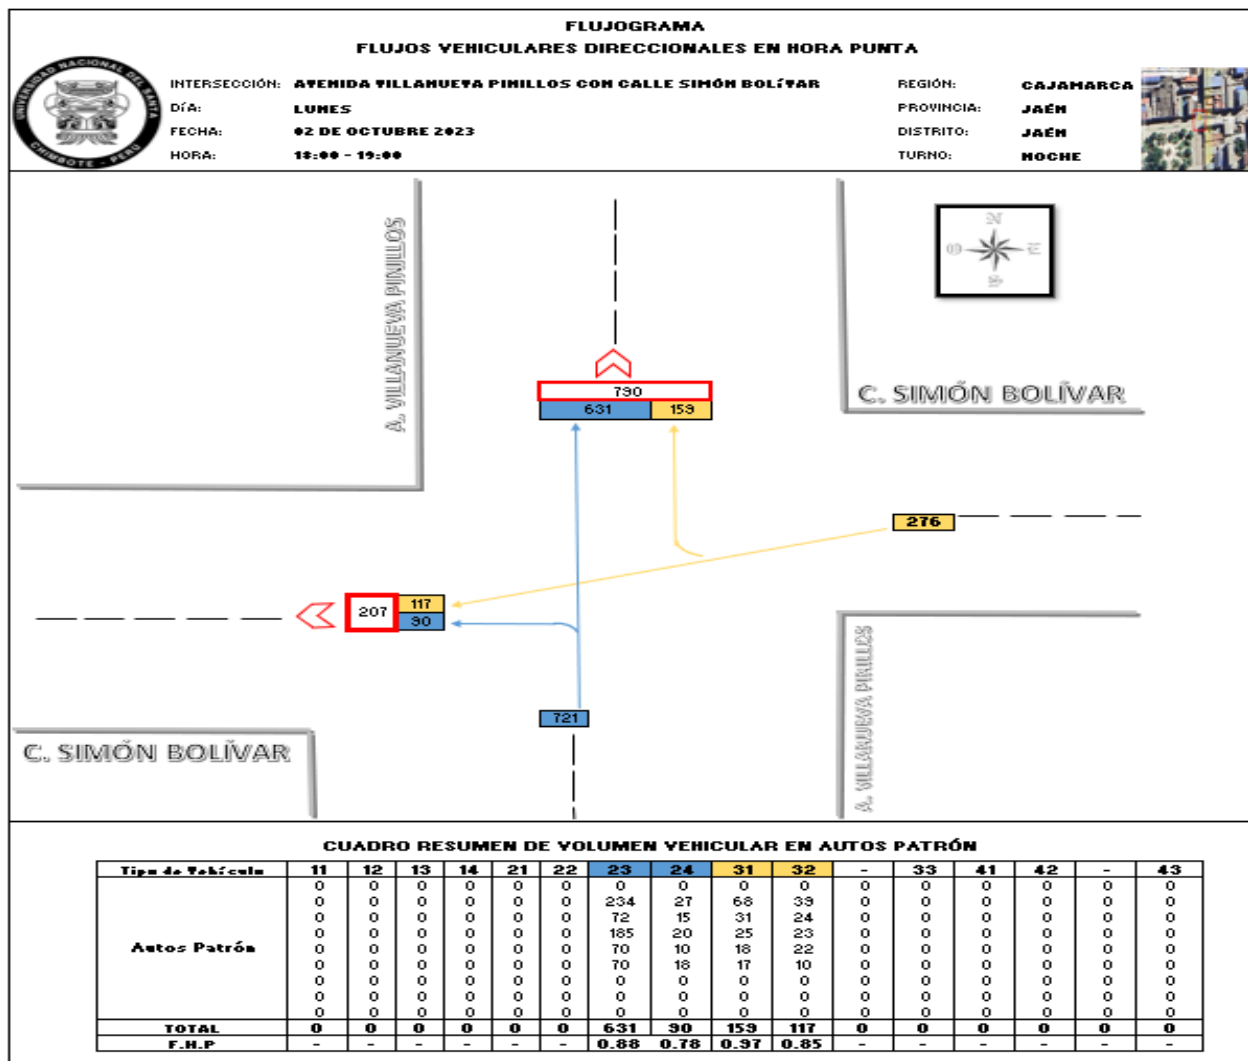 FLUJOGRAMA
FLUJOS VEHICULARES DIRECCIONALES EN HORA PUNTA
UNIVERSIDAD NACIONAL DEL SANTA
CHIMBOTE - PERU
INTERSECCIÓN: AVENIDA VILLANUEVA PINILLOS CON CALLE SIMÓN BOLÍVAR REGIÓN: CAJAMARCA
DÍA: LUNES PROVINCIA: JAÉN
FECHA: 02 DE OCTUBRE 2023 DISTRITO: JAÉN
HORA: 18:00 - 19:00 TURNO: NOCHE
A. VILLANUEVA PINILLOS
N
O E
S
790
631 159
C. SIMÓN BOLÍVAR
276
207 117
90
721
C. SIMÓN BOLÍVAR
A. VILLANUEVA PINILLOS
CUADRO RESUMEN DE VOLUMEN VEHICULAR EN AUTOS PATRÓN
Tipo de Vehículo 11 12 13 14 21 22 23 24 31 32 - 33 41 42 - 43
0 0 0 0 0 0 0 0 0 0 0 0 0 0 0 0
0 0 0 0 0 0 234 27 68 39 0 0 0 0 0 0
0 0 0 0 0 0 72 15 31 24 0 0 0 0 0 0
0 0 0 0 0 0 185 20 25 23 0 0 0 0 0 0
Autos Patrón 0 0 0 0 0 0 70 10 18 22 0 0 0 0 0 0
0 0 0 0 0 0 70 18 17 10 0 0 0 0 0 0
0 0 0 0 0 0 0 0 0 0 0 0 0 0 0 0
0 0 0 0 0 0 0 0 0 0 0 0 0 0 0 0
0 0 0 0 0 0 0 0 0 0 0 0 0 0 0 0
TOTAL 0 0 0 0 0 0 631 90 159 117 0 0 0 0 0 0
F.H.P - - - - - - 0.88 0.78 0.97 0.85 - - - - - -